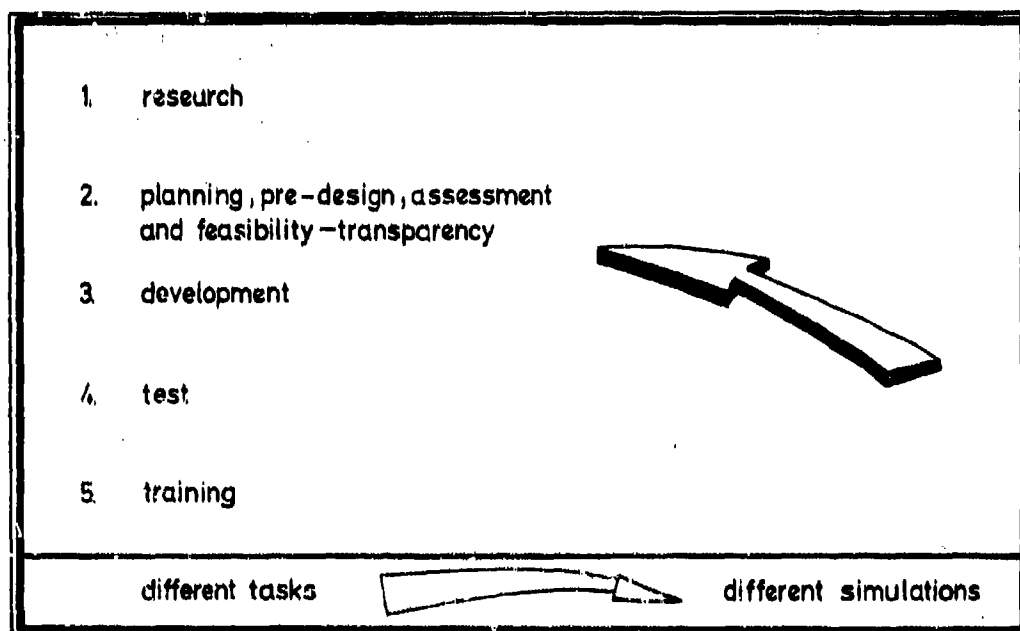 1. research
2. planning, pre-design, assessment
and feasibility-transparency
3. development
4. test
5. training
different tasks different simulations